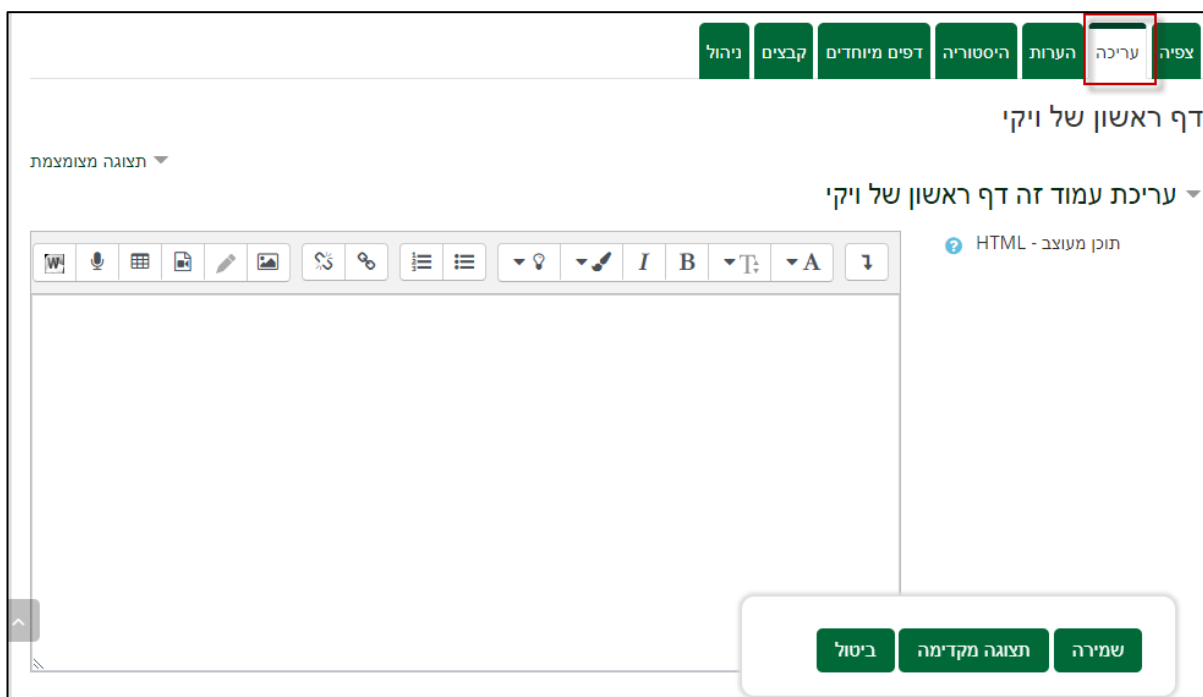 צפיה עריכה הערות היסטוריה דפים מיוחדים קבצים ניהול
דף ראשון של ויקי
תצוגה מצומצמת
עריכת עמוד זה דף ראשון של ויקי
תוכן מעוצב - HTML
A T B I W
שמירה תצוגה מקדימה ביטול